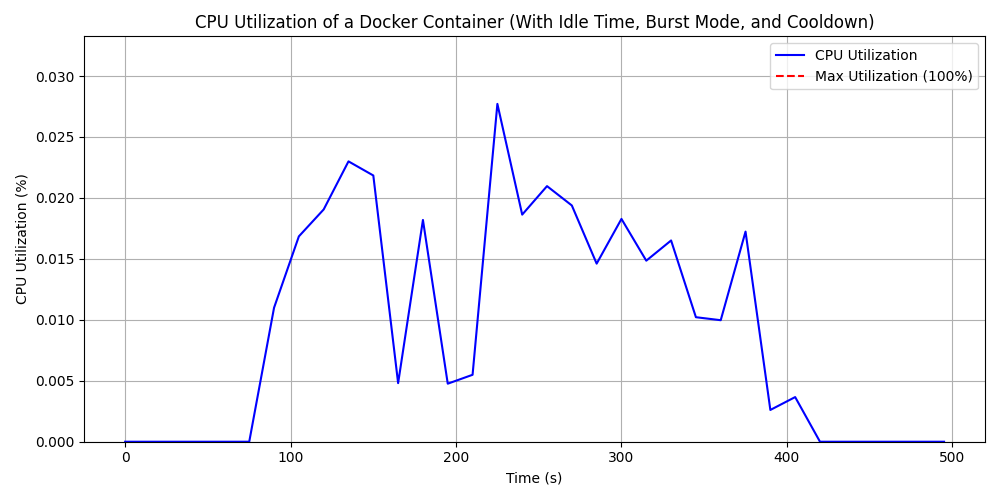 CPU Utilization of a Docker Container (With Idle Time, Burst Mode, and Cooldown)
CPU Utilization
Max Utilization (100%)
CPU Utilization (%)
0.030
0.025
0.020
0.015
0.010
0.005
0.000
0 100 200 300 400 500
Time (s)